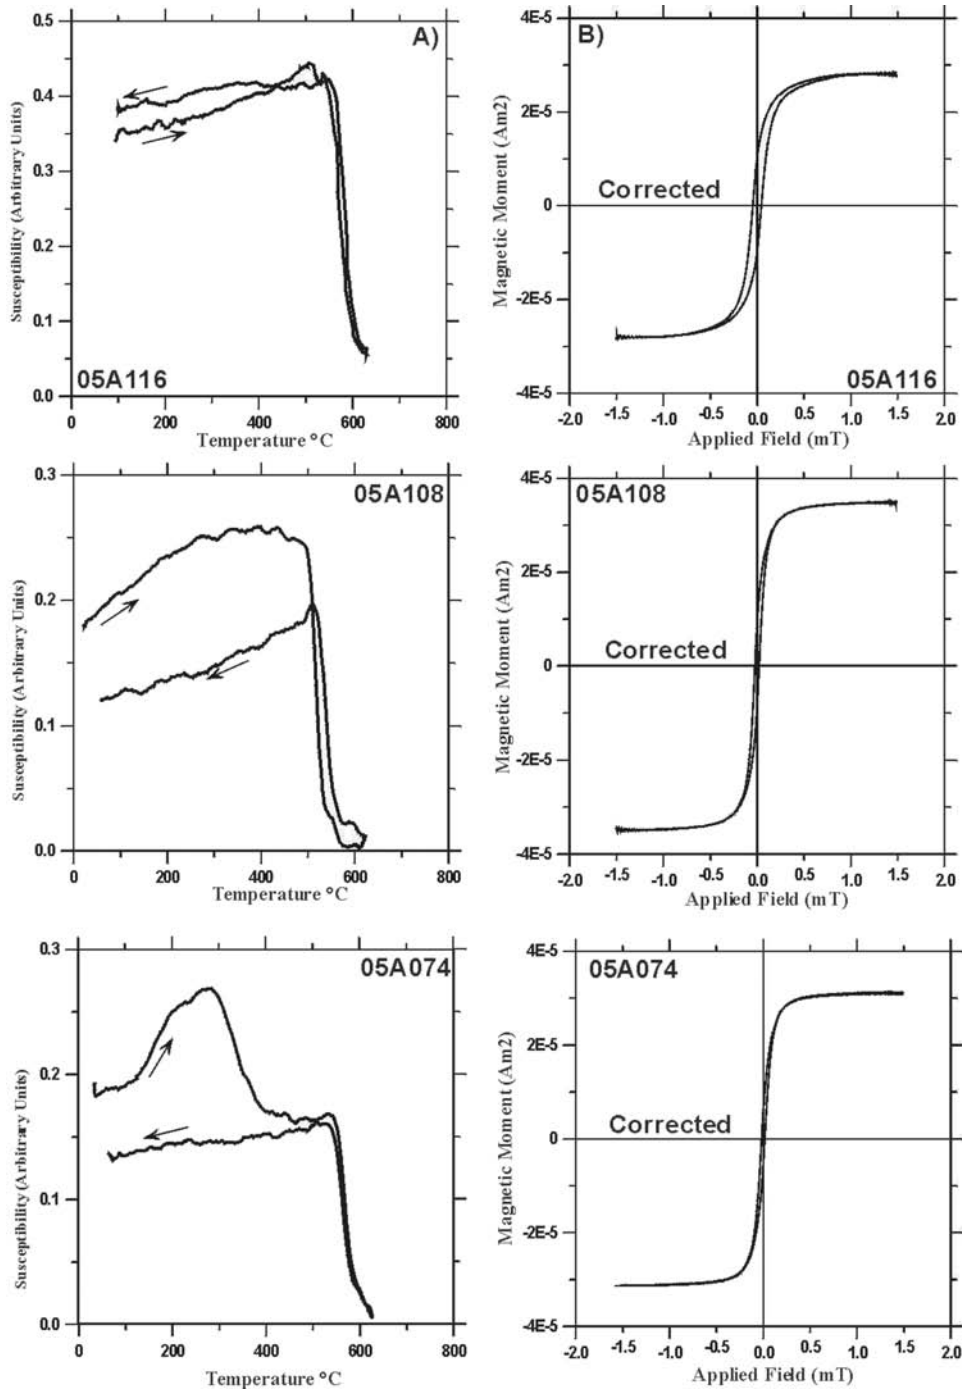 A)
0.5
0.4
0.3
0.2
0.1
0.0
Susceptibility (Arbitrary Units)
05A116
0 200 400 600 800
Temperature °C
B)
4E-5
2E-5
0
-2E-5
-4E-5
Magnetic Moment (Am2)
Corrected
05A116
-2.0 -1.5 -0.5 0.0 0.5 1.0 1.5 2.0
Applied Field (mT)
05A108
0.3
0.2
0.1
0.0
Susceptibility (Arbitrary Units)
0 200 400 600 800
Temperature °C
05A108
4E-5
2E-5
0
-2E-5
-4E-5
Magnetic Moment (Am2)
Corrected
-2.0 -1.5 -1.0 -0.5 0.0 0.5 1.0 1.5 2.0
Applied Field (mT)
05A074
0.3
0.2
0.1
0.0
Susceptibility (Arbitrary Units)
0 200 400 600 800
Temperature °C
05A074
4E-5
2E-5
0
-2E-5
-4E-5
Magnetic Moment (Am2)
Corrected
-2.0 -1.5 -1.0 -0.5 0.0 0.5 1.0 1.5 2.0
Applied Field (mT)